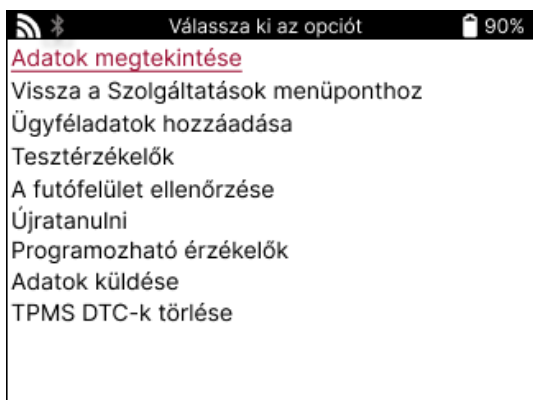 Válassza ki az opciót 90%
Adatok megtekintése
Vissza a Szolgáltatások menüponthoz
Ügyféladatok hozzáadása
Tesztérzékelők
A futófelület ellenőrzése
Újratanulni
Programozható érzékelők
Adatok küldése
TPMS DTC-k törlése